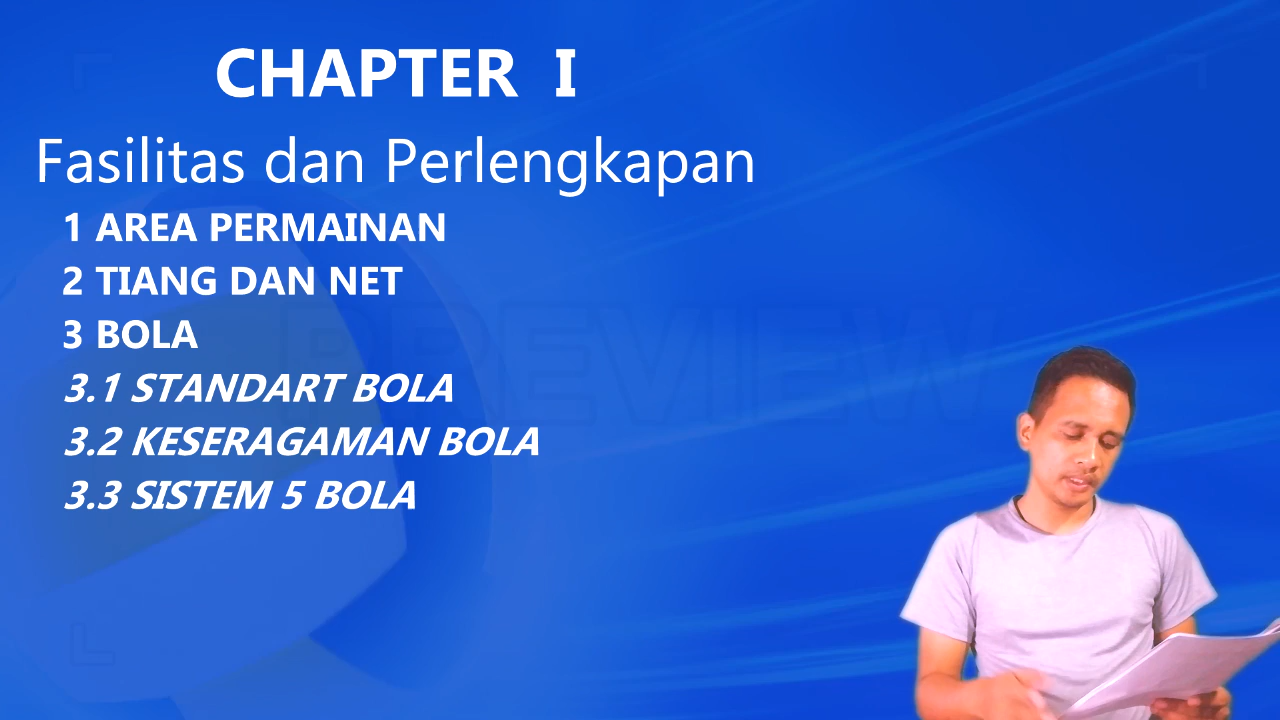 CHAPTER I
Fasilitas dan Perlengkapan
1 AREA PERMAINAN
2 TIANG DAN NET
3 BOLA
3.1 STANDART BOLA
3.2 KESERAGAMAN BOLA
3.3 SISTEM 5 BOLA
PREVIEW